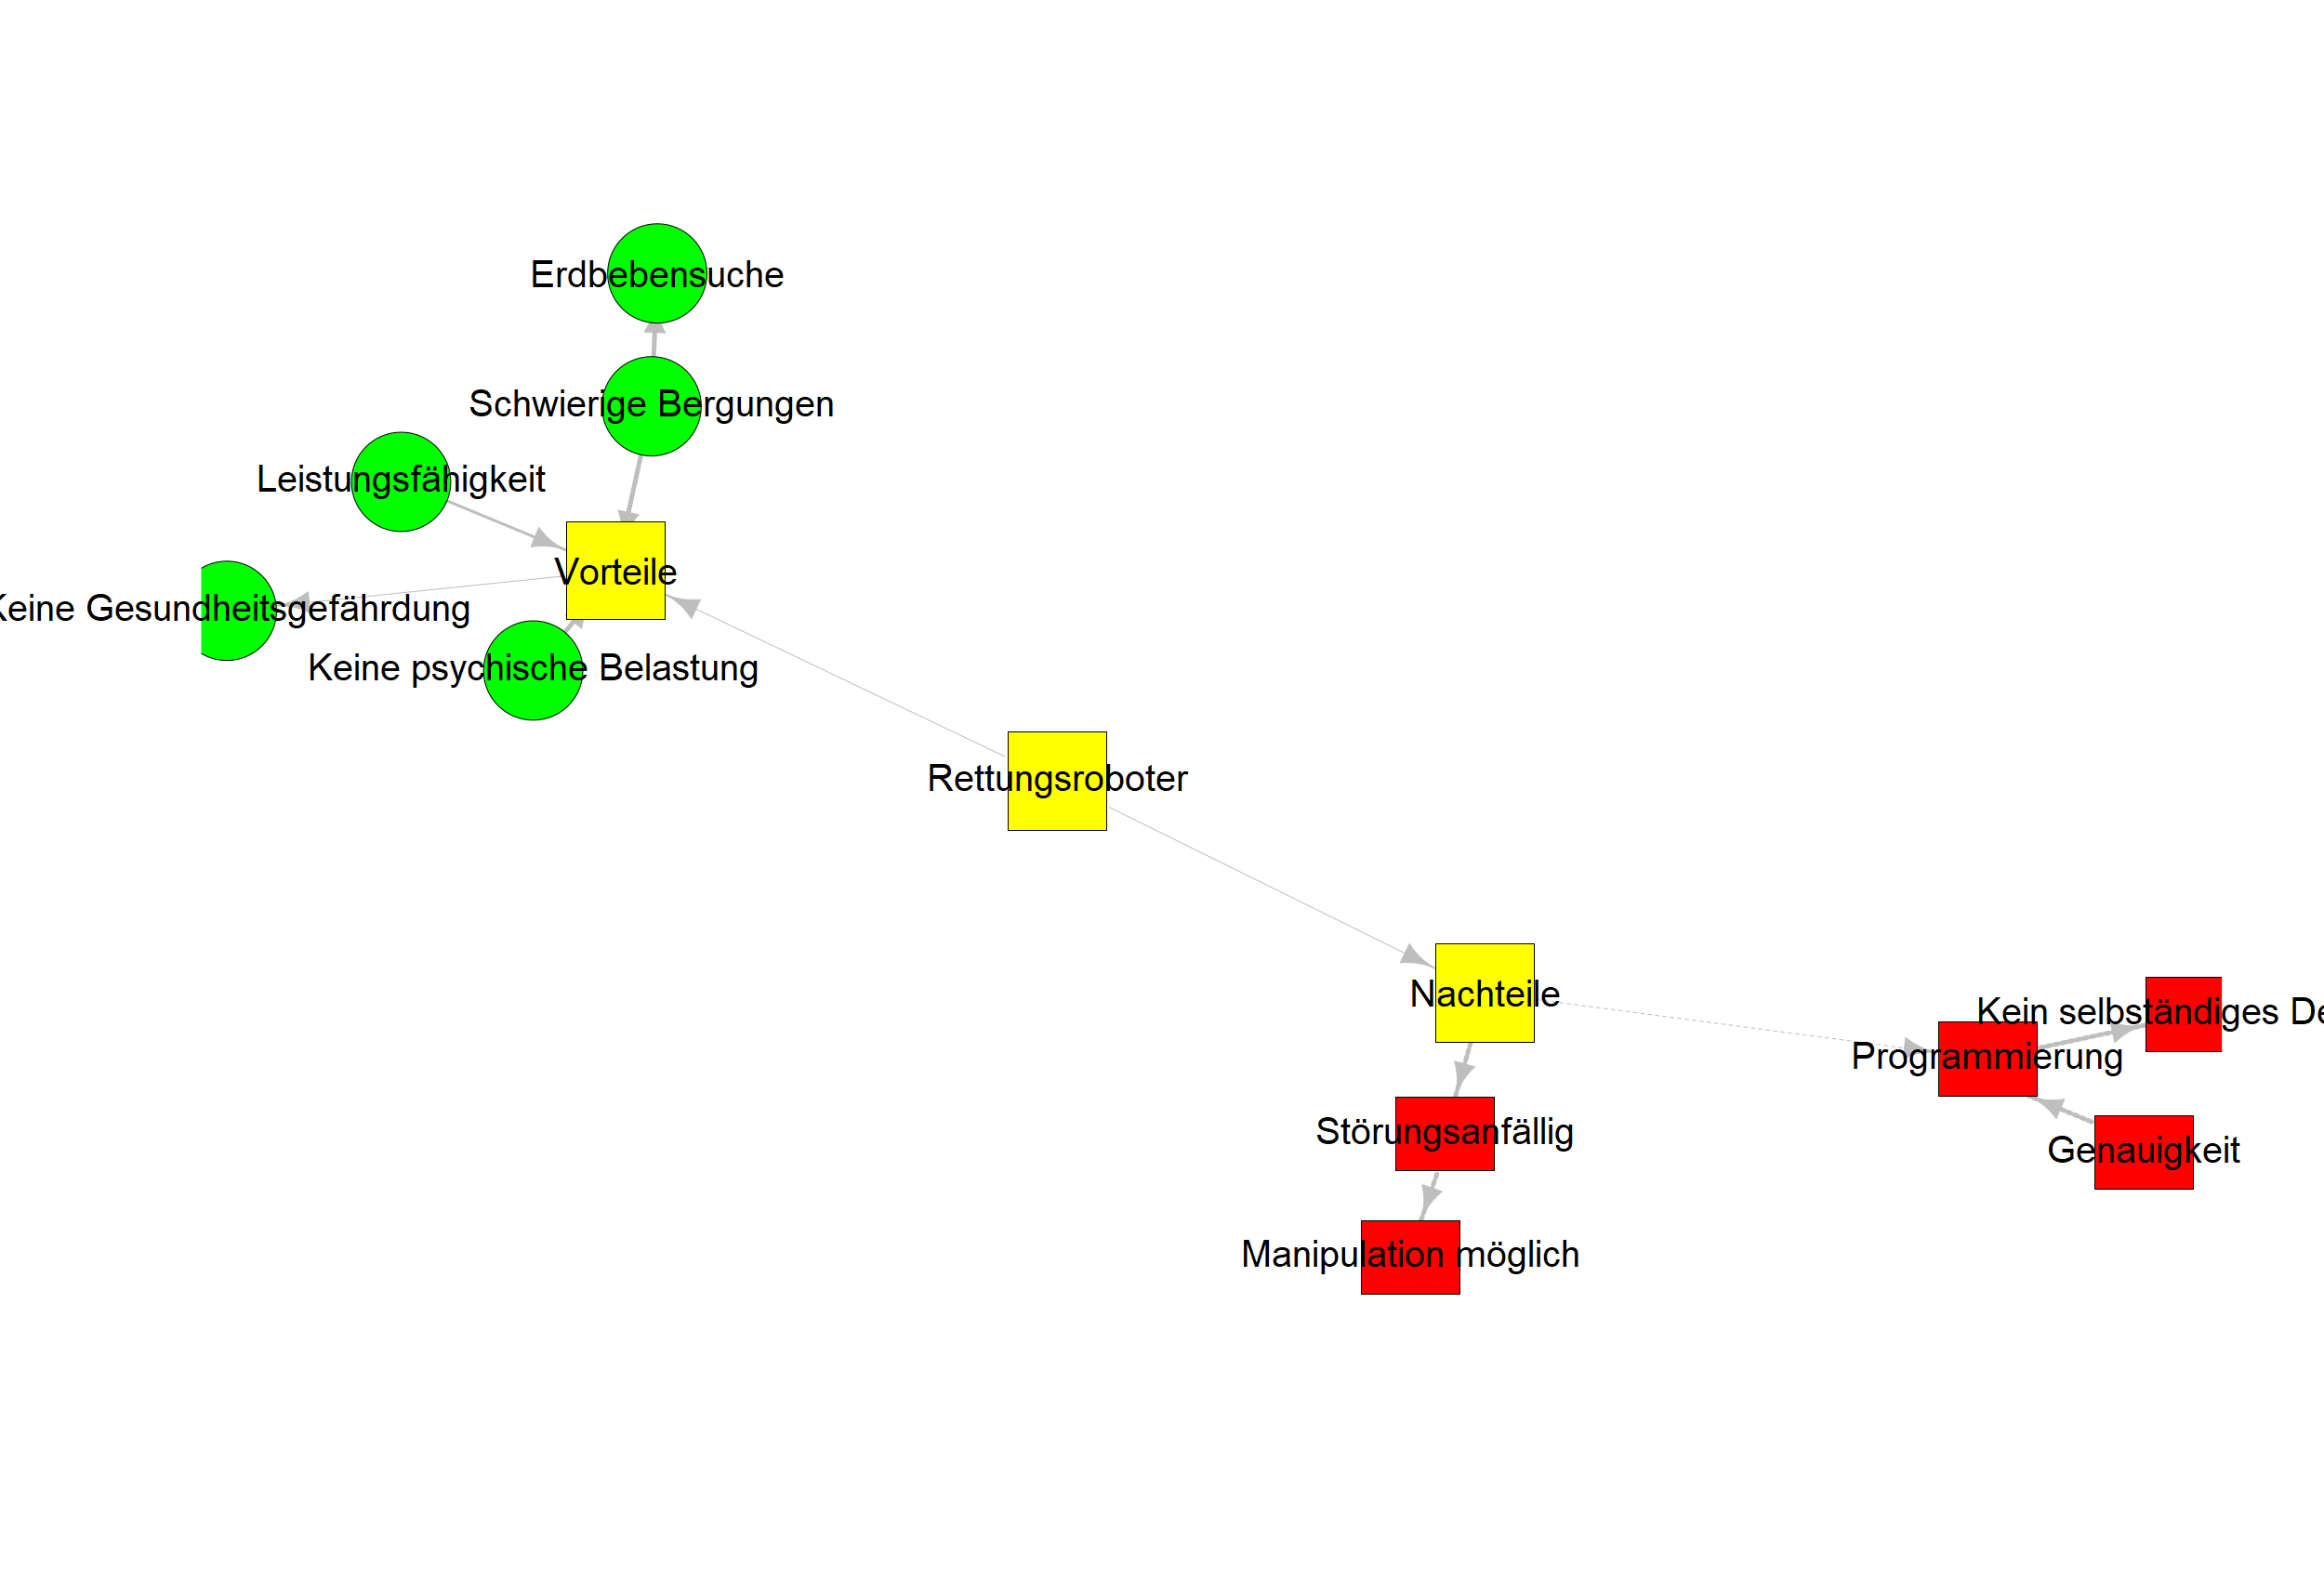 Erdbebensuche
Schwierige Bergungen
Leistungsfähigkeit
Vorteile
Keine Gesundheitsgefährdung
Keine psychische Belastung
Rettungsroboter
Nachteile
Kein selbständiges
Programmierung
Störungsanfällig
Genauigkeit
Manipulation möglich